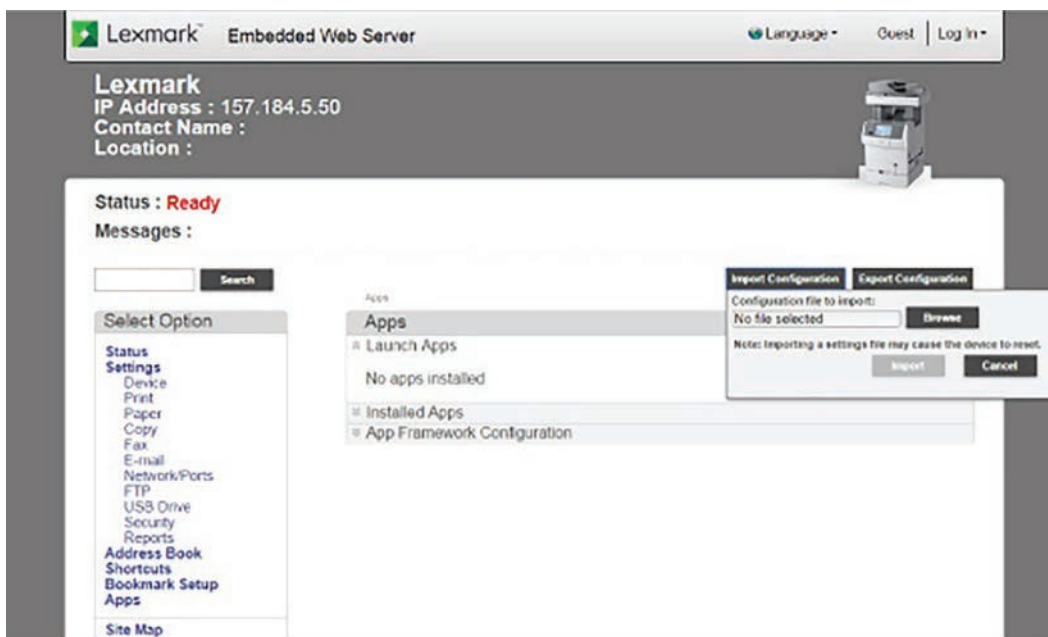 Lexmark™ Embedded Web Server Language Guest | Log In
Lexmark
IP Address : 157.184.5.50
Contact Name :
Location :
Status : Ready
Messages :
Search
Import Configuration Export Configuration
Configuration file to import:
No file selected Browse
Note: Importing a settings file may cause the device to reset.
Import Cancel
Select Option
Status
Settings
Device
Print
Paper
Copy
Fax
E-mail
Network/Ports
FTP
USB Drive
Security
Reports
Address Book
Shortcuts
Bookmark Setup
Apps
Site Map
Apps
Apps
Launch Apps
No apps installed
Installed Apps
App Framework Configuration